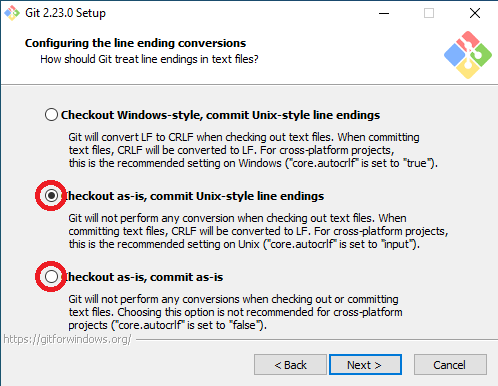 Git 2.23.0 Setup
Configuring the line ending conversions
How should Git treat line endings in text files?
Checkout Windows-style, commit Unix-style line endings
Git will convert LF to CRLF when checking out text files. When committing
text files, CRLF will be converted to LF. For cross-platform projects,
this is the recommended setting on Windows ("core.autocrlf" is set to "true").
Checkout as-is, commit Unix-style line endings
Git will not perform any conversion when checking out text files. When
committing text files, CRLF will be converted to LF. For cross-platform projects,
this is the recommended setting on Unix ("core.autocrlf" is set to "input").
Checkout as-is, commit as-is
Git will not perform any conversions when checking out or committing
text files. Choosing this option is not recommended for cross-platform
projects ("core.autocrlf" is set to "false").
https://gitforwindows.org/
< Back
Next >
Cancel